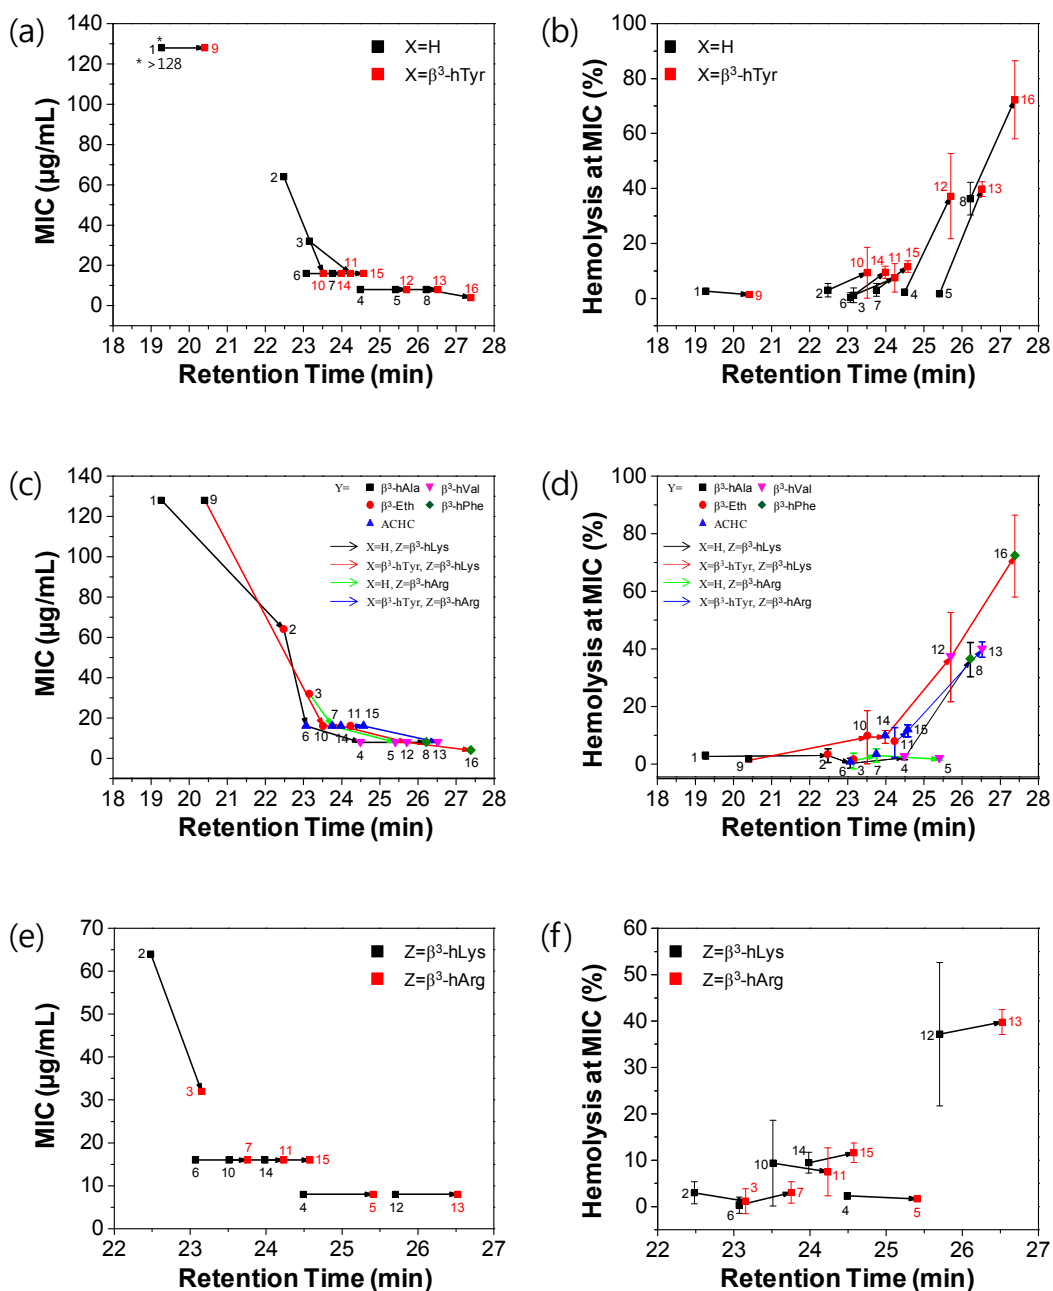 (a)
MIC (µg/mL)
140
120
100
80
60
40
20
0
18 19 20 21 22 23 24 25 26 27 28
Retention Time (min)
X=H
X=β³-hTyr
*
1
9
* >128
2
3
6
10
7
14
11
15
4
5
12
8
13
16
(b)
Hemolysis at MIC (%)
100
80
60
40
20
0
18 19 20 21 22 23 24 25 26 27 28
Retention Time (min)
X=H
X=β³-hTyr
1
9
2
10
6
3
14
7
11
15
4
12
5
8
13
16
(c)
MIC (µg/mL)
140
120
100
80
60
40
20
0
18 19 20 21 22 23 24 25 26 27 28
Retention Time (min)
Y= β³-hAla β³-hVal
β³-Eth β³-hPhe
ACHC
X=H, Z=β³-hLys
X=β³-hTyr, Z=β³-hLys
X=H, Z=β³-hArg
X=β³-hTyr, Z=β³-hArg
1
9
2
3
6
10
7
14
11
15
4
5
12
8
13
16
(d)
Hemolysis at MIC (%)
100
80
60
40
20
0
18 19 20 21 22 23 24 25 26 27 28
Retention Time (min)
Y= β³-hAla β³-hVal
β³-Eth β³-hPhe
ACHC
X=H, Z=β³-hLys
X=β³-hTyr, Z=β³-hLys
X=H, Z=β³-hArg
X=β³-hTyr, Z=β³-hArg
1
9
2
10
6
3
7
14
11
15
4
5
12
8
13
16
(e)
MIC (µg/mL)
70
60
50
40
30
20
10
0
22 23 24 25 26 27
Retention Time (min)
Z=β³-hLys
Z=β³-hArg
2
3
6
10
7
14
11
15
4
5
12
13
(f)
Hemolysis at MIC (%)
60
50
40
30
20
10
0
22 23 24 25 26 27
Retention Time (min)
Z=β³-hLys
Z=β³-hArg
2
6
3
10
7
14
11
15
4
5
12
13